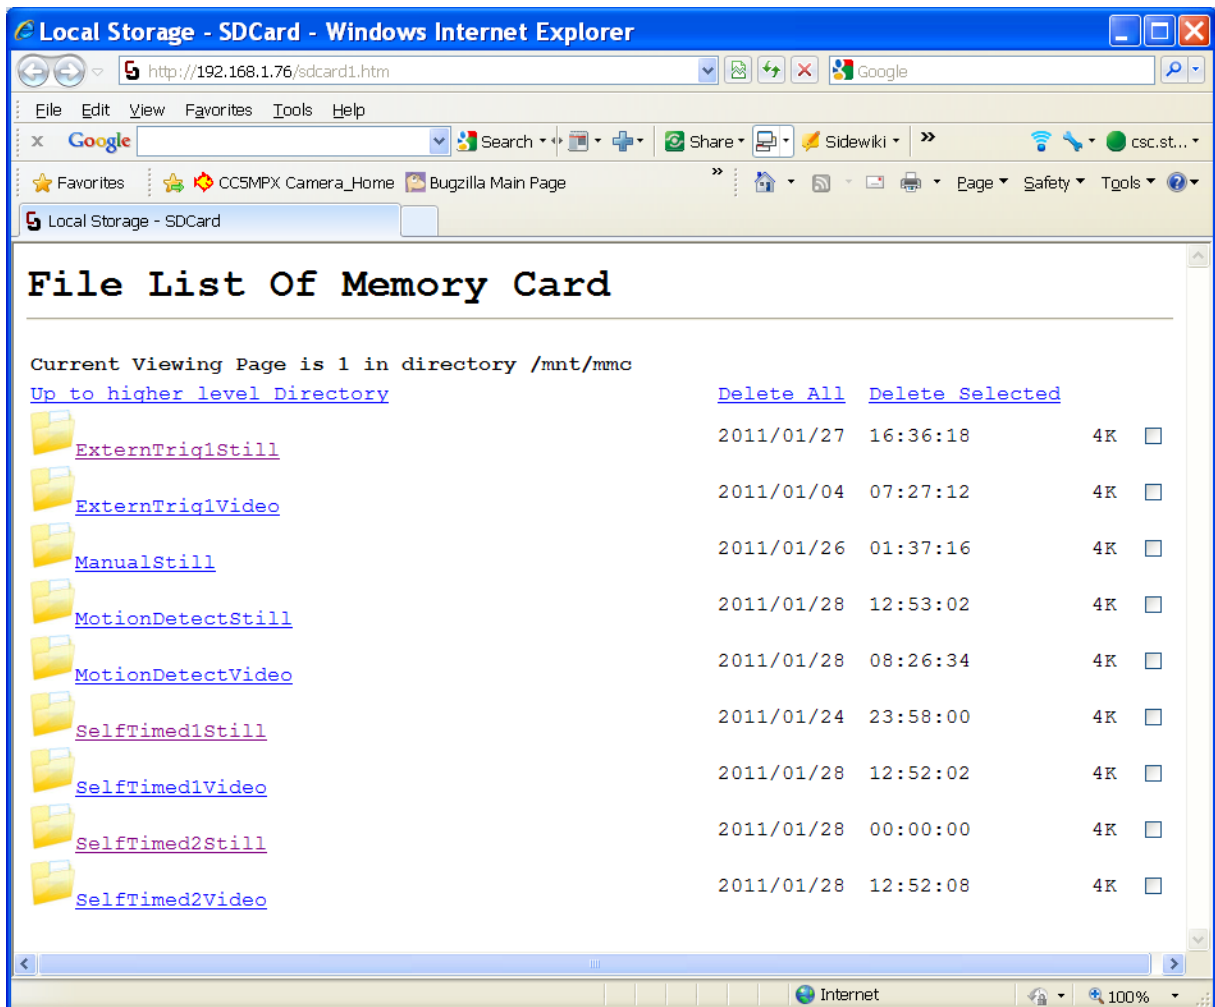 Local Storage - SDCard - Windows Internet Explorer
http://192.168.1.76/sdcard1.htm Google
File Edit View Favorites Tools Help
x Google Search Share Sidewiki » csc.st...
Favorites CC5MPX Camera_Home Bugzilla Main Page » Page Safety Tools
Local Storage - SDCard
File List Of Memory Card
Current Viewing Page is 1 in directory /mnt/mmc
Up to higher level Directory Delete All Delete Selected
ExternTrig1Still 2011/01/27 16:36:18 4K
ExternTrig1Video 2011/01/04 07:27:12 4K
ManualStill 2011/01/26 01:37:16 4K
MotionDetectStill 2011/01/28 12:53:02 4K
MotionDetectVideo 2011/01/28 08:26:34 4K
SelfTimed1Still 2011/01/24 23:58:00 4K
SelfTimed1Video 2011/01/28 12:52:02 4K
SelfTimed2Still 2011/01/28 00:00:00 4K
SelfTimed2Video 2011/01/28 12:52:08 4K
Internet 100%